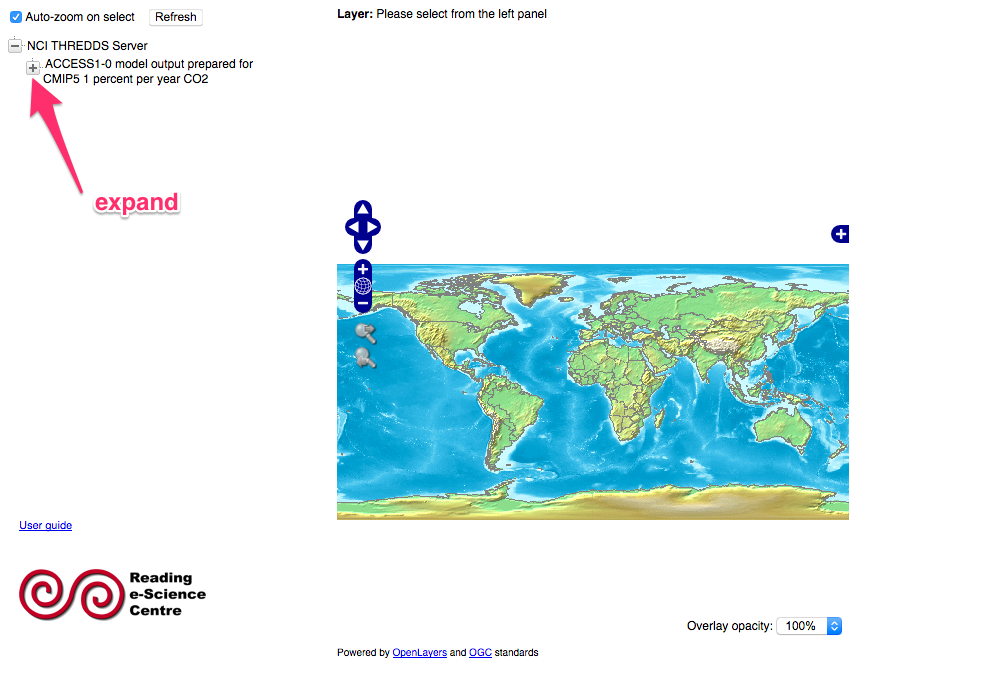 Auto-zoom on select Refresh
Layer: Please select from the left panel
NCI THREDDS Server
ACCESS1-0 model output prepared for
CMIP5 1 percent per year CO2
expand
User guide
Reading
e-Science
Centre
Overlay opacity: 100%
Powered by OpenLayers and OGC standards